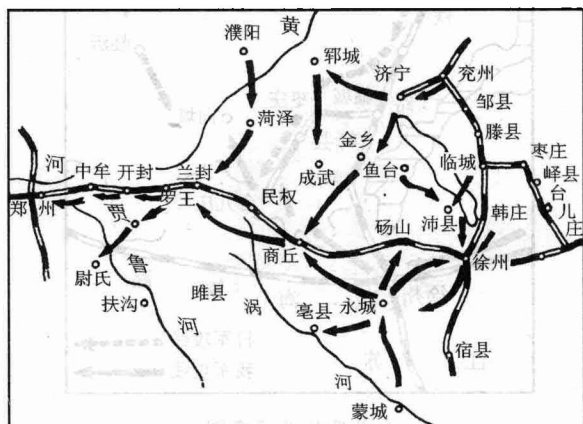 濮阳
黄
郓城
济宁
兖州
邹县
滕县
菏泽
金乡
鱼台
成武
临城
枣庄
峄县
台
儿
庄
河
中牟
开封
兰封
罗王
民权
沛县
韩庄
郑州
贾
砀山
商丘
徐州
尉氏
鲁
扶沟
睢县
涡
亳县
永城
河
河
宿县
蒙城